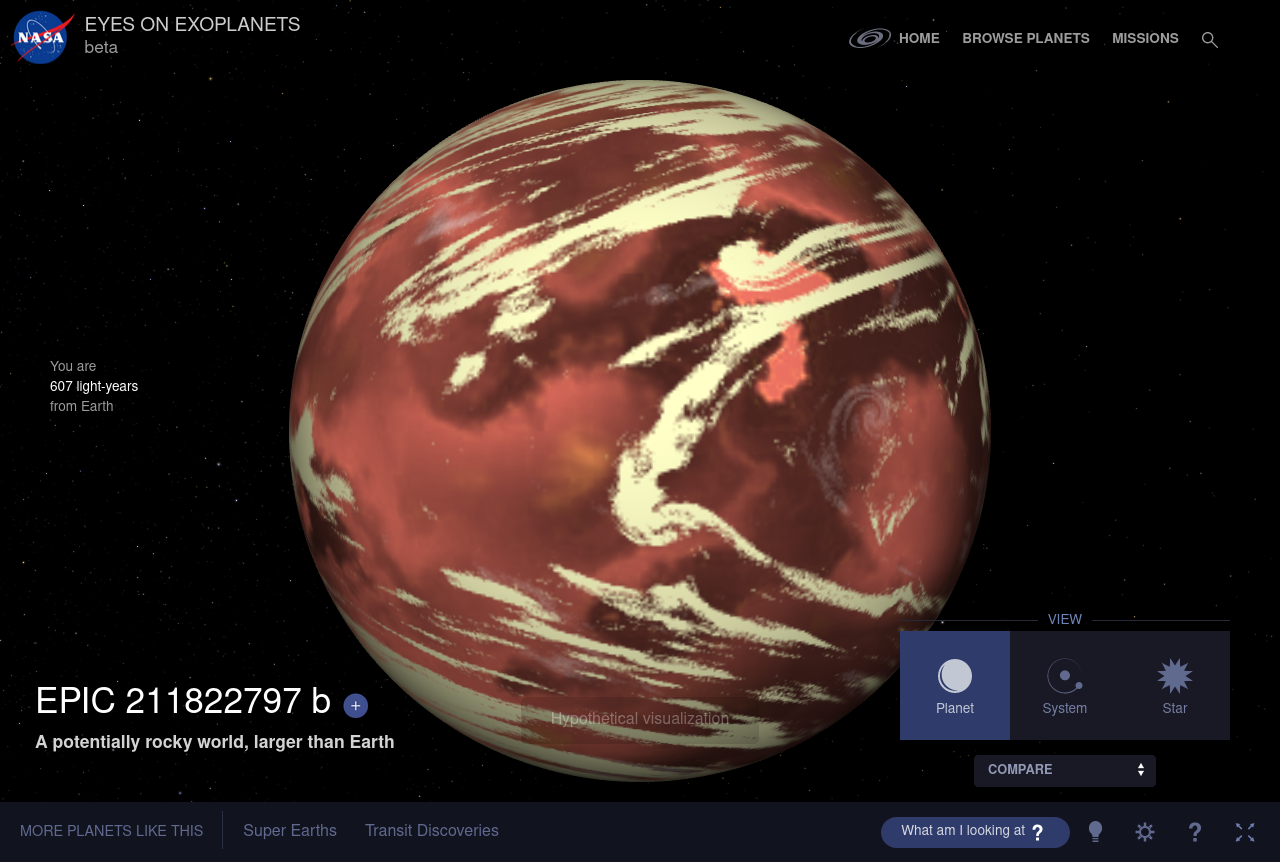 NASA
EYES ON EXOPLANETS
beta
HOME
BROWSE PLANETS
MISSIONS
You are
607 light-years
from Earth
EPIC 211822797 b +
A potentially rocky world, larger than Earth
Hypothetical visualization
VIEW
Planet
System
Star
COMPARE
MORE PLANETS LIKE THIS
Super Earths
Transit Discoveries
What am I looking at ?
?